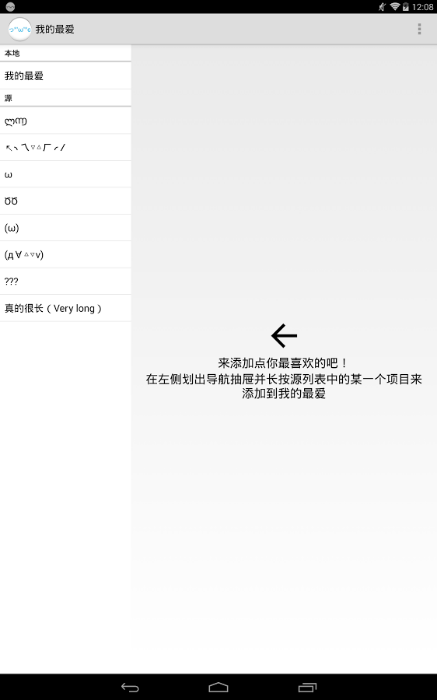 12:08
我的最爱
本地
我的最爱
源
ω
(ω)
(д∀▵▿v)
???
真的很长（Very long）
来添加点你最喜欢的吧！
在左侧划出导航抽屉并长按源列表中的某一个项目来
添加到我的最爱